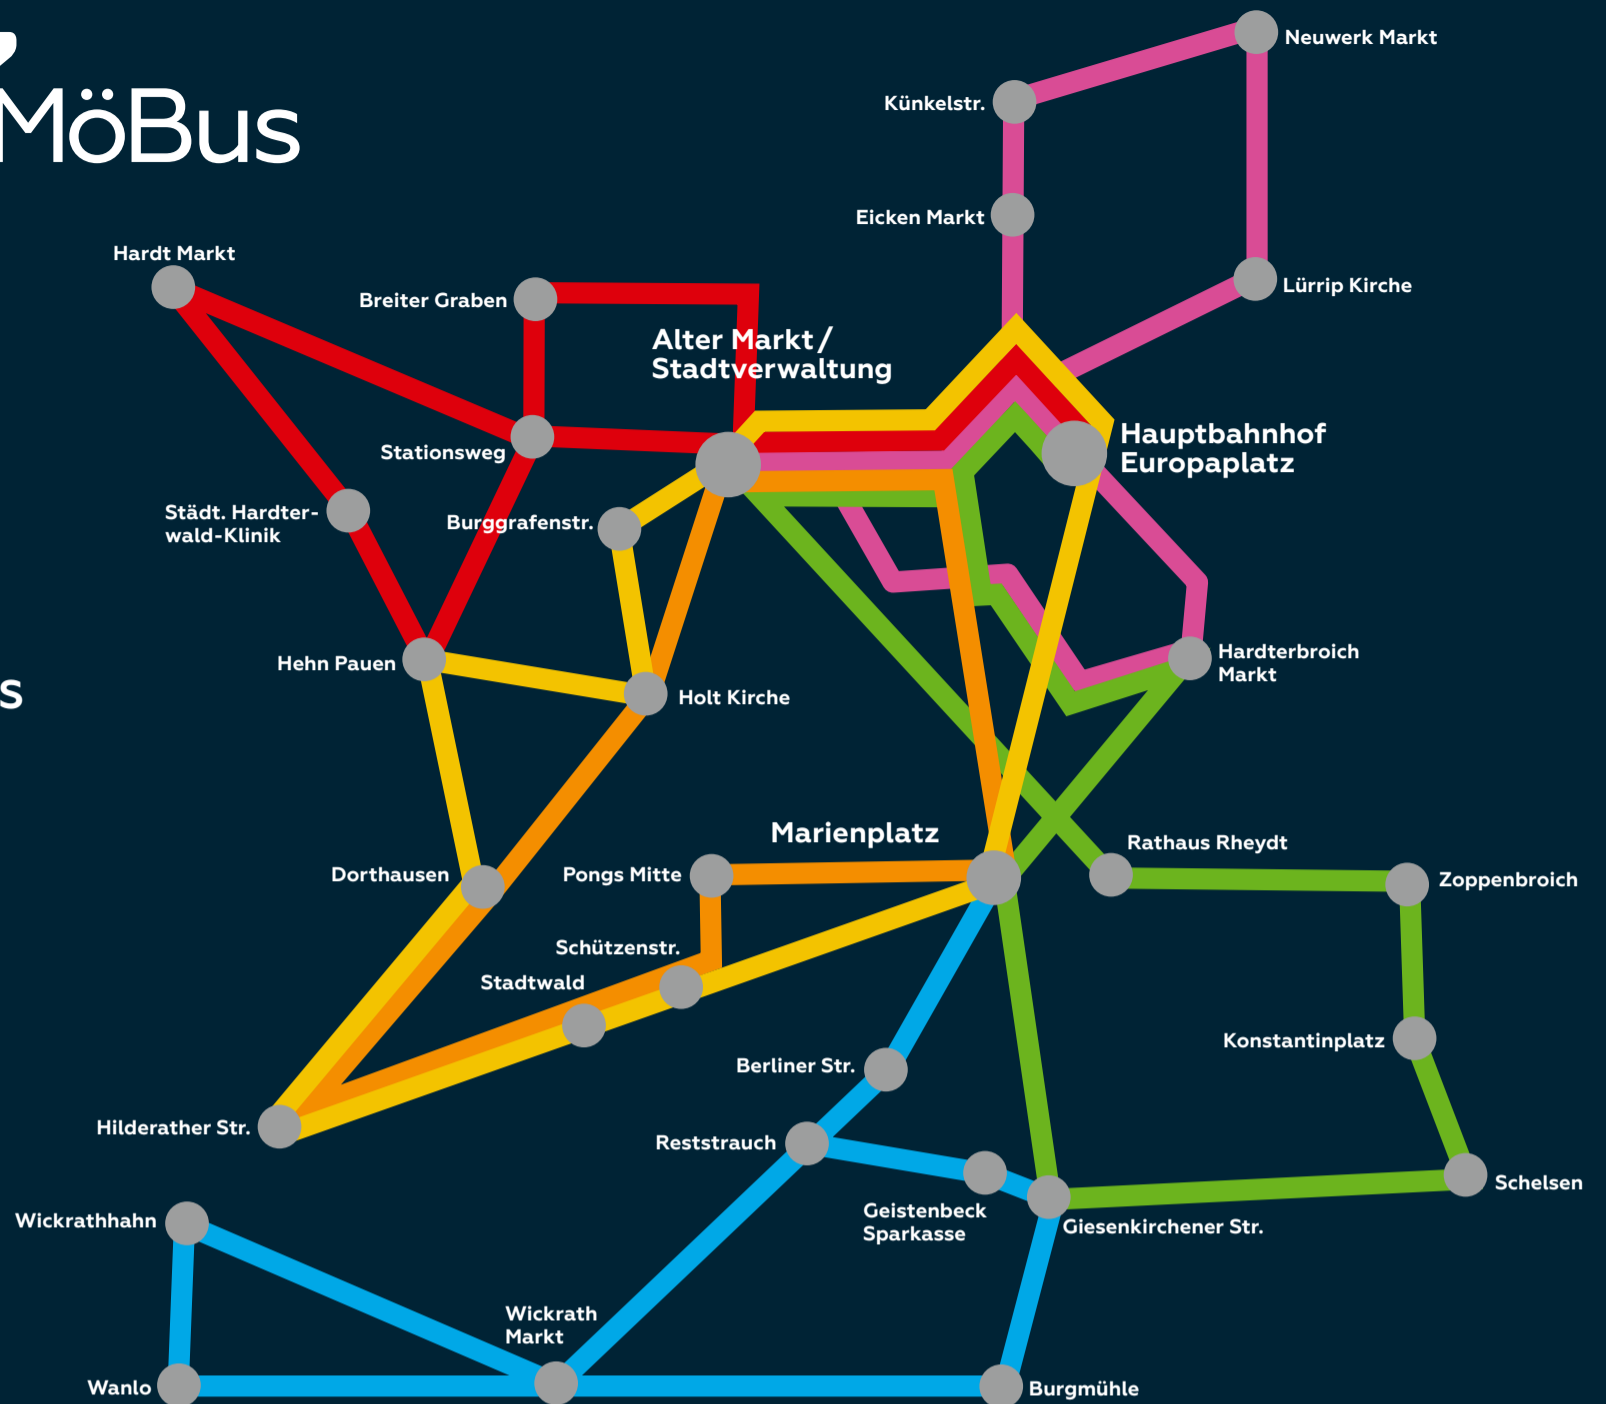 MöBus
Neuwerk Markt
Künkelstr.
Eicken Markt
Hardt Markt
Breiter Graben
Lürrip Kirche
Alter Markt/
Stadtverwaltung
Hauptbahnhof
Europaplatz
Stationsweg
Städt. Hardter-
wald-Klinik
Burggrafenstr.
Hardterbroich
Markt
Hehn Pauen
Holt Kirche
s
Marienplatz
Rathaus Rheydt
Dorthausen
Pongs Mitte
Zoppenbroich
Schützenstr.
Stadtwald
Konstantinplatz
Berliner Str.
Hilderather Str.
Reststrauch
Schelsen
Geistenbeck
Sparkasse
Giesenkirchener Str.
Wickrathhahn
Wickrath
Markt
Wanlo
Burgmühle